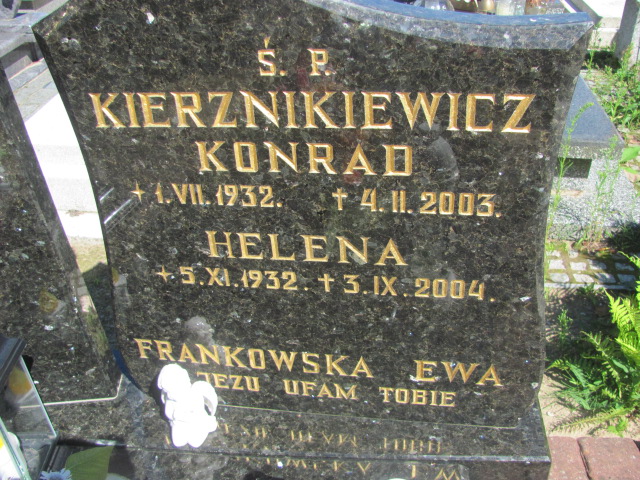 Ś. P.
KIERZNIKIEWICZ
KONRAD
✶ 1.VII.1932. ✝ 4.II.2003.
HELENA
✶ 5.XI.1932. ✝ 3.IX.2004.
FRANKOWSKA EWA
JEZU UFAM TOBIE